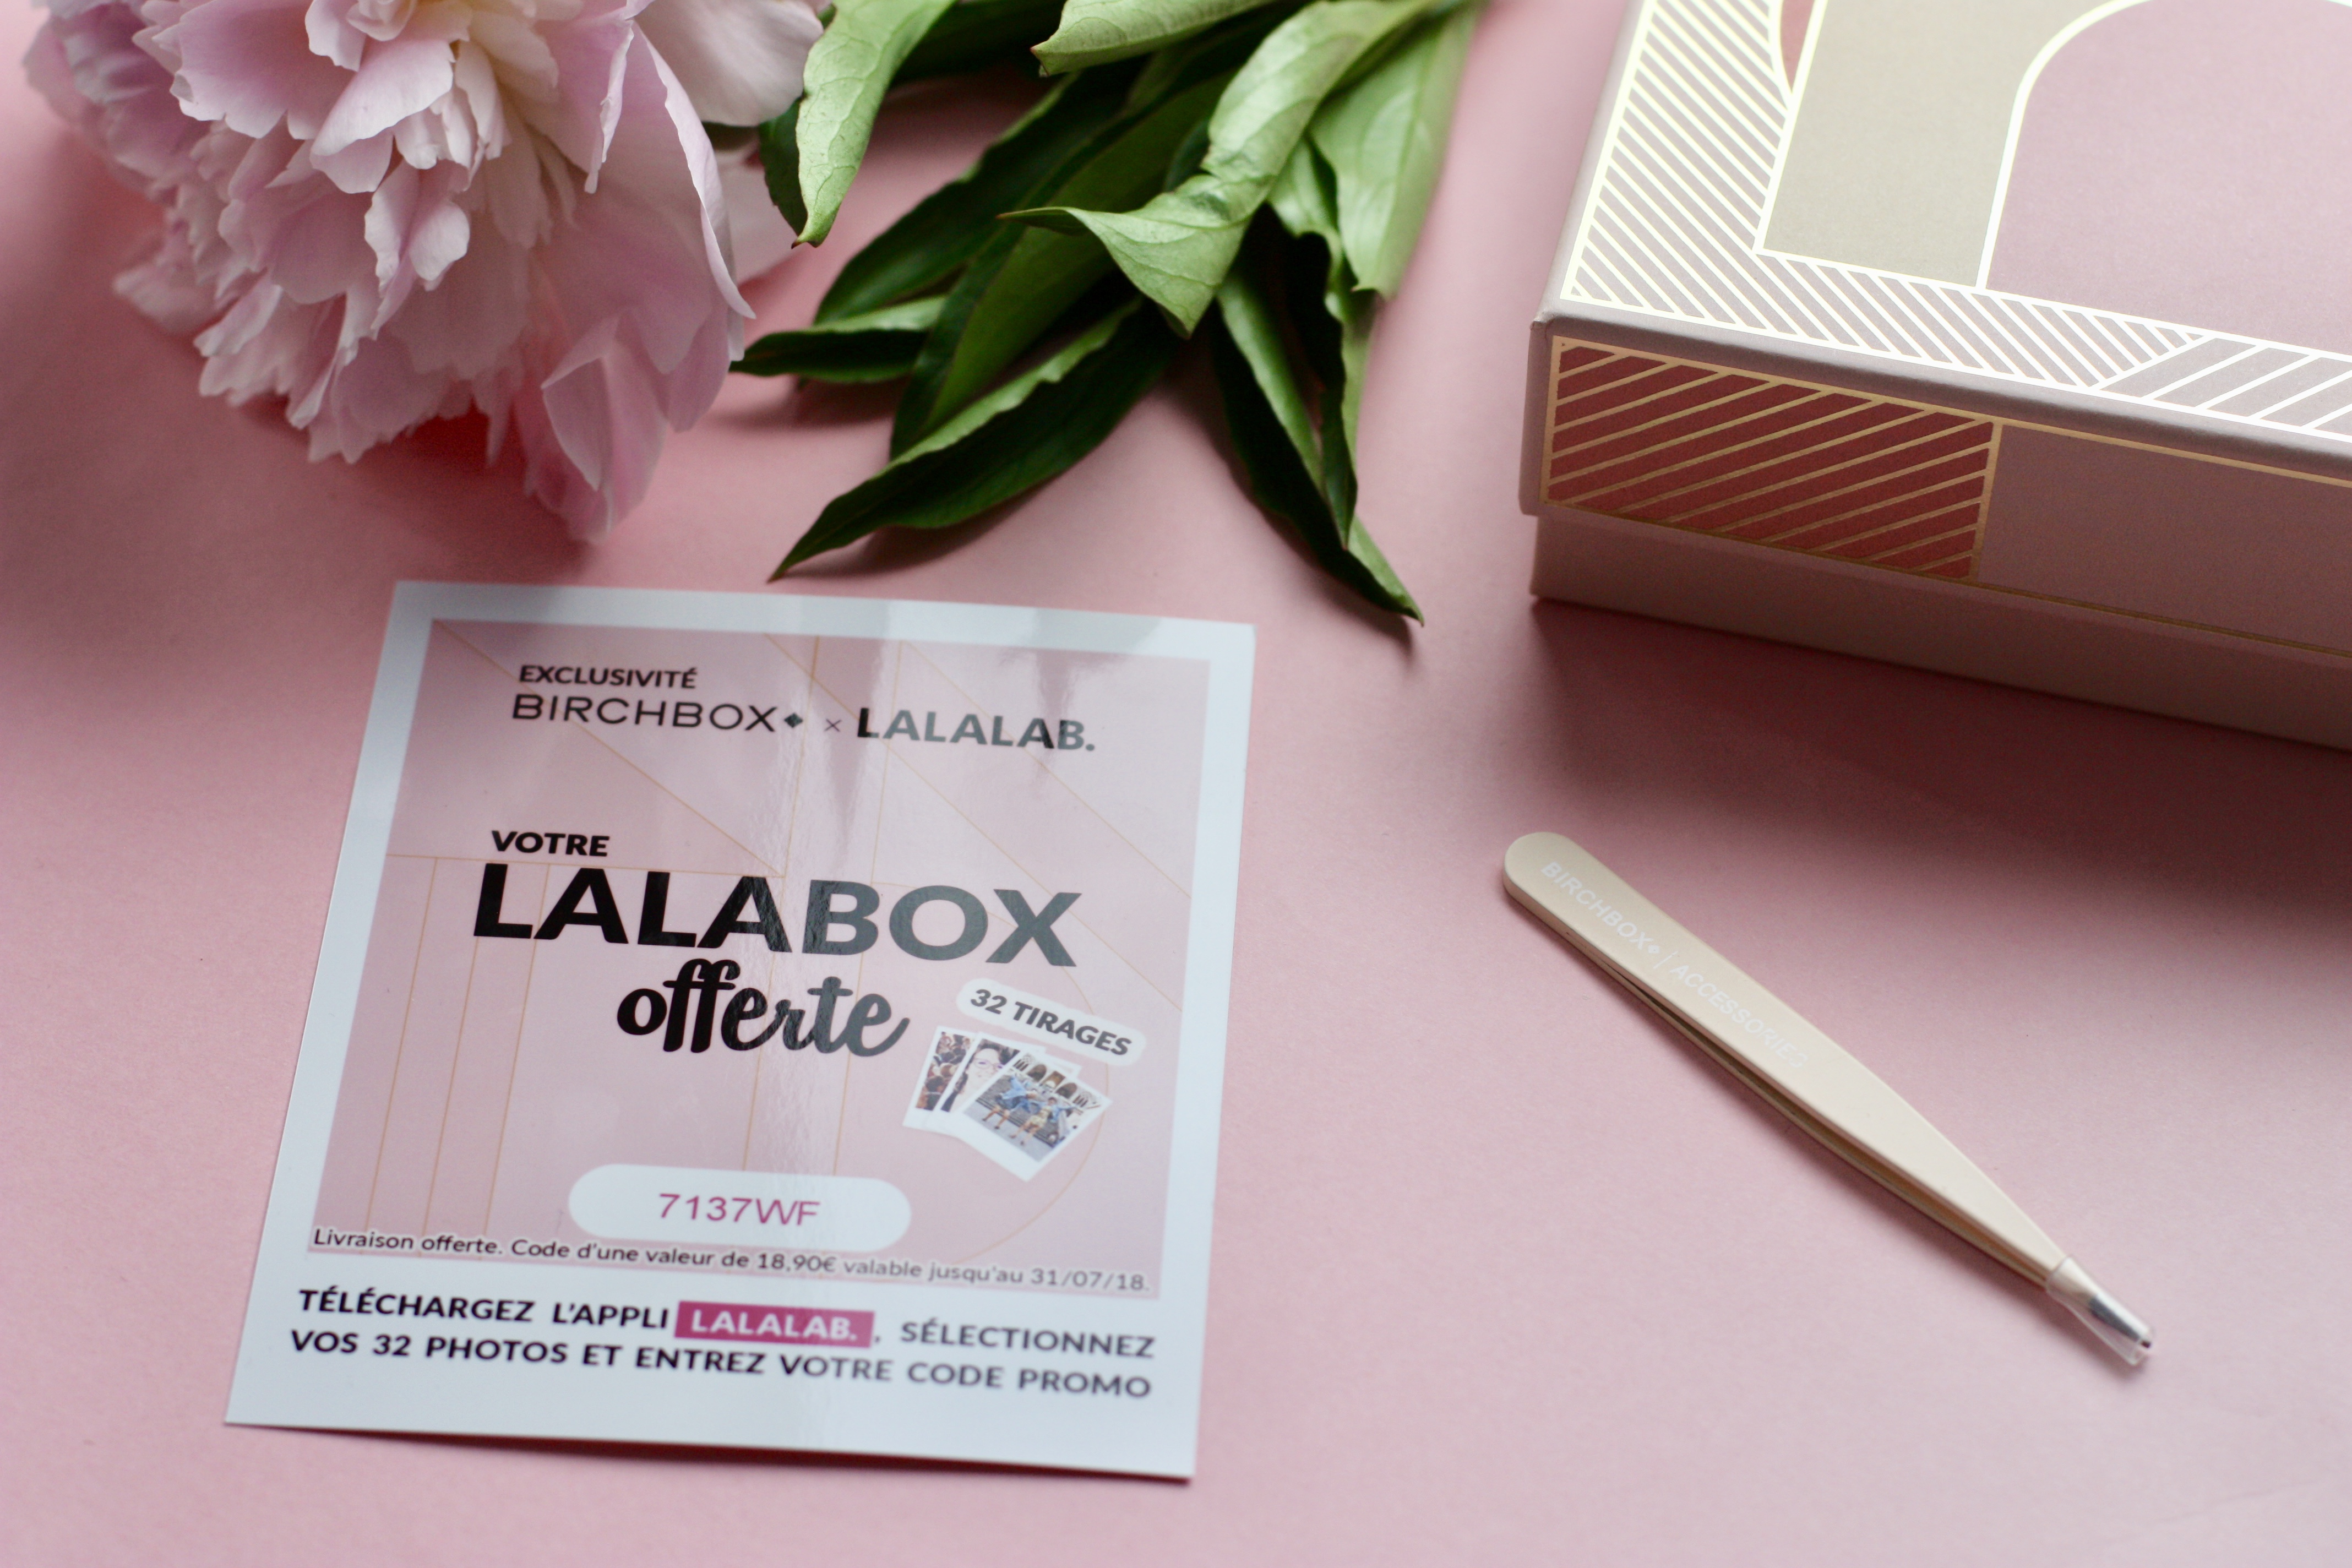 EXCLUSIVITÉ
BIRCHBOX × LALALAB.
VOTRE
LALABOX
offerte
32 TIRAGES
7137WF
Livraison offerte. Code d'une valeur de 18,90€ valable jusqu'au 31/07/18.
TÉLÉCHARGEZ L'APPLI LALALAB., SÉLECTIONNEZ
VOS 32 PHOTOS ET ENTREZ VOTRE CODE PROMO
BIRCHBOX | ACCESSORIES